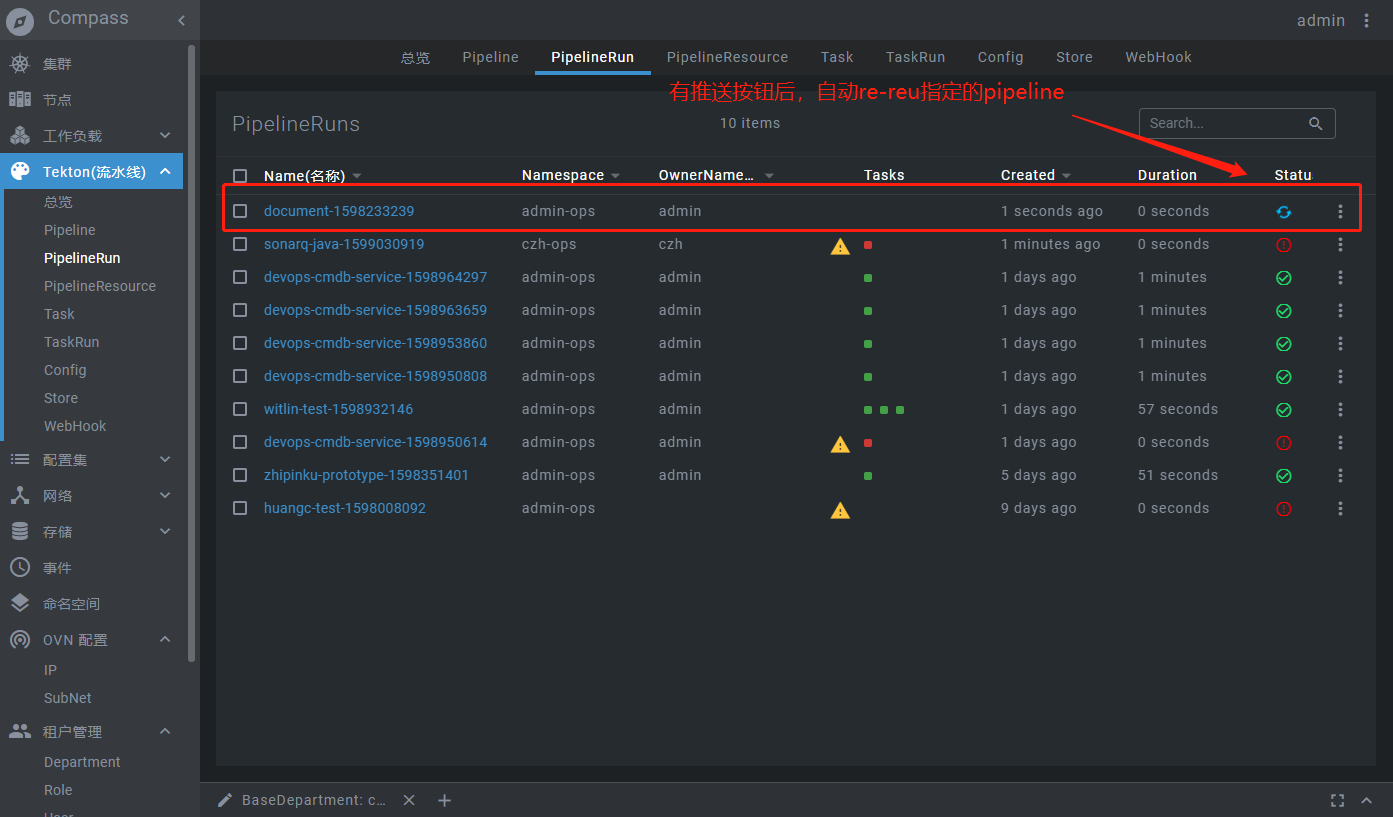 Compass
admin
集群
节点
工作负载
Tekton(流水线)
总览
Pipeline
PipelineRun
PipelineResource
Task
TaskRun
Config
Store
WebHook
配置集
网络
存储
事件
命名空间
OVN 配置
IP
SubNet
租户管理
Department
Role
User
总览 Pipeline PipelineRun PipelineResource Task TaskRun Config Store WebHook
有推送按钮后，自动re-reu指定的pipeline
PipelineRuns 10 items Search...
Name(名称) Namespace OwnerName... Tasks Created Duration Statu
document-1598233239 admin-ops admin 1 seconds ago 0 seconds
sonarq-java-1599030919 czh-ops czh 1 minutes ago 0 seconds
devops-cmdb-service-1598964297 admin-ops admin 1 days ago 1 minutes
devops-cmdb-service-1598963659 admin-ops admin 1 days ago 1 minutes
devops-cmdb-service-1598953860 admin-ops admin 1 days ago 1 minutes
devops-cmdb-service-1598950808 admin-ops admin 1 days ago 1 minutes
witlin-test-1598932146 admin-ops admin 1 days ago 57 seconds
devops-cmdb-service-1598950614 admin-ops admin 1 days ago 0 seconds
zhipinku-prototype-1598351401 admin-ops admin 5 days ago 51 seconds
huangc-test-1598008092 admin-ops 9 days ago 0 seconds
BaseDepartment: c...